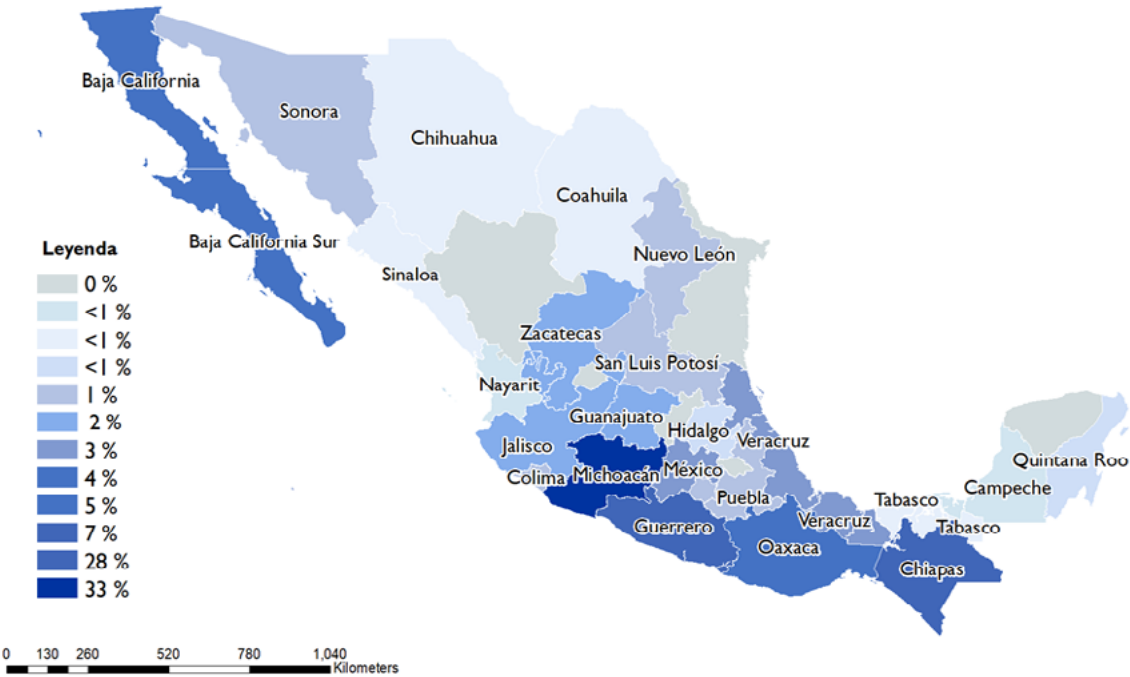 Baja California
Sonora
Chihuahua
Coahuila
Baja California Sur
Nuevo León
Sinaloa
Zacatecas
San Luis Potosí
Nayarit
Guanajuato
Hidalgo
Jalisco
Veracruz
Colima
Michoacán
México
Quintana Roo
Puebla
Campeche
Tabasco
Guerrero
Veracruz
Tabasco
Oaxaca
Chiapas
Leyenda
0 %
<1 %
<1 %
<1 %
1 %
2 %
3 %
4 %
5 %
7 %
28 %
33 %
0 130 260 520 780 1,040
Kilometers